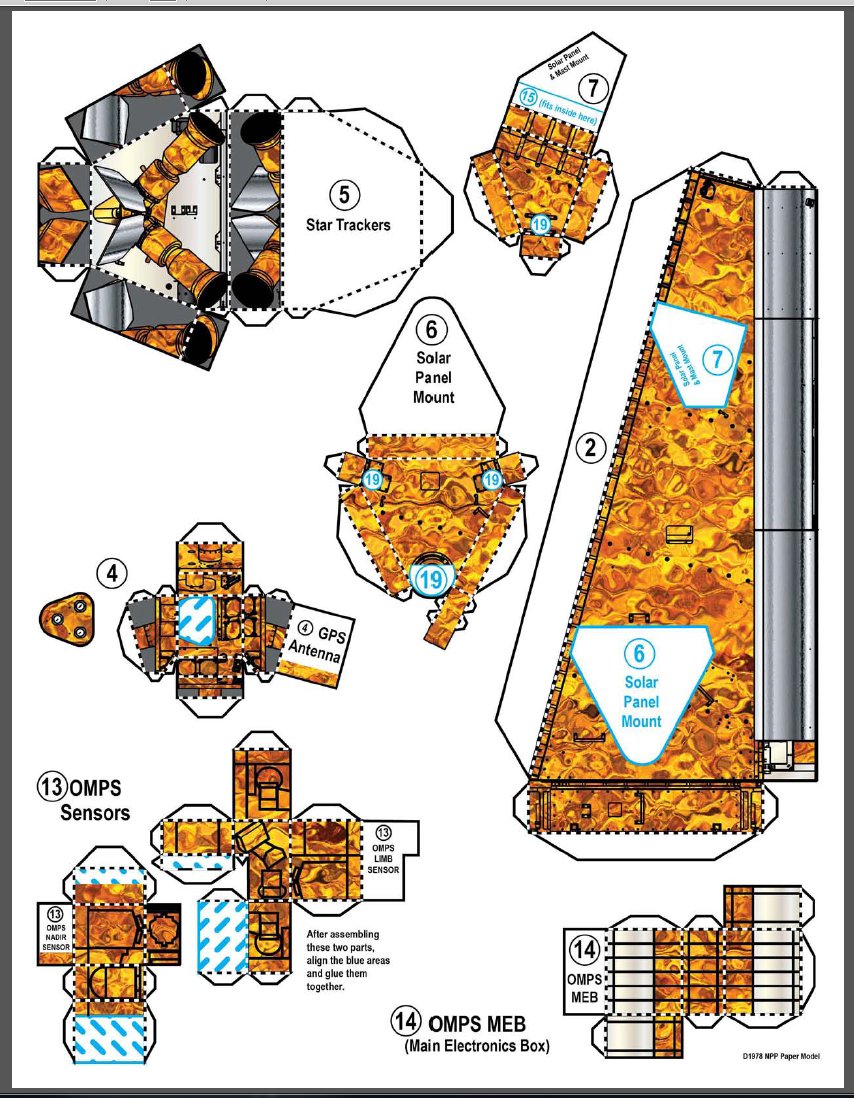 Solar Panel
& Mast Mount
7
15 (fits inside here)
19
5
Star Trackers
6
Solar
Panel
Mount
19
19
19
2
7
Solar Panel
& Mast Mount
6
Solar
Panel
Mount
4
4 GPS
Antenna
13 OMPS
Sensors
13
OMPS
LIMB
SENSOR
13
OMPS
NADIR
SENSOR
After assembling
these two parts,
align the blue areas
and glue them
together.
14
OMPS
MEB
14 OMPS MEB
(Main Electronics Box)
D1978 NPP Paper Model